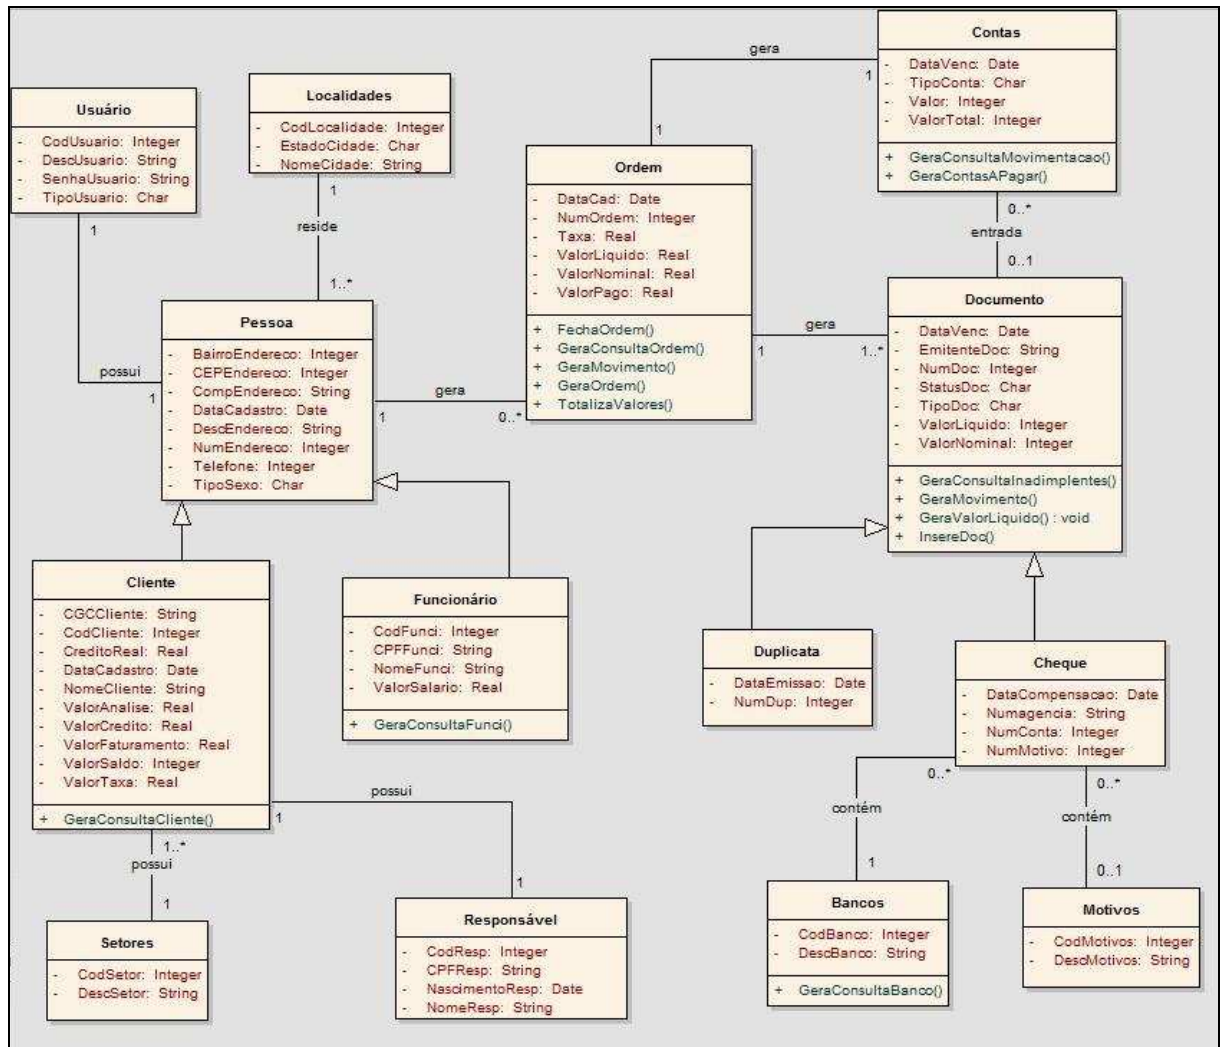 Contas
- DataVenc: Date
- TipoConta: Char
- Valor: Integer
- ValorTotal: Integer
+ GeraConsultaMovimentacao()
+ GeraContasAPagar()
gera
1
1
Usuário
- CodUsuario: Integer
- DescUsuario: String
- SenhaUsuario: String
- TipoUsuario: Char
Localidades
- CodLocalidade: Integer
- EstadoCidade: Char
- NomeCidade: String
Ordem
- DataCad: Date
- NumOrdem: Integer
- Taxa: Real
- ValorLiquido: Real
- ValorNominal: Real
- ValorPago: Real
+ FechaOrdem()
+ GeraConsultaOrdem()
+ GeraMovimento()
+ GeraOrdem()
+ TotalizaValores()
1
reside
1..*
1
possui
1
0..*
entrada
0..1
Pessoa
- BairroEndereco: Integer
- CEPEndereco: Integer
- CompEndereco: String
- DataCadastro: Date
- DescEndereco: String
- NumEndereco: Integer
- Telefone: Integer
- TipoSexo: Char
gera
1
0..*
gera
1
1..*
Documento
- DataVenc: Date
- EmitenteDoc: String
- NumDoc: Integer
- StatusDoc: Char
- TipoDoc: Char
- ValorLiquido: Integer
- ValorNominal: Integer
+ GeraConsultaInadimplentes()
+ GeraMovimento()
+ GeraValorLiquido() : void
+ InsereDoc()
Cliente
- CGCCliente: String
- CodCliente: Integer
- CreditoReal: Real
- DataCadastro: Date
- NomeCliente: String
- ValorAnalise: Real
- ValorCredito: Real
- ValorFaturamento: Real
- ValorSaldo: Integer
- ValorTaxa: Real
+ GeraConsultaCliente()
Funcionário
- CodFunci: Integer
- CPFFunci: String
- NomeFunci: String
- ValorSalario: Real
+ GeraConsultaFunci()
Duplicata
- DataEmissao: Date
- NumDup: Integer
Cheque
- DataCompensacao: Date
- Numagencia: String
- NumConta: Integer
- NumMotivo: Integer
possui
1
1
1..*
possui
1
0..*
contém
1
0..*
contém
0..1
Setores
- CodSetor: Integer
- DescSetor: String
Responsável
- CodResp: Integer
- CPFResp: String
- NascimentoResp: Date
- NomeResp: String
Bancos
- CodBanco: Integer
- DescBanco: String
+ GeraConsultaBanco()
Motivos
- CodMotivos: Integer
- DescMotivos: String